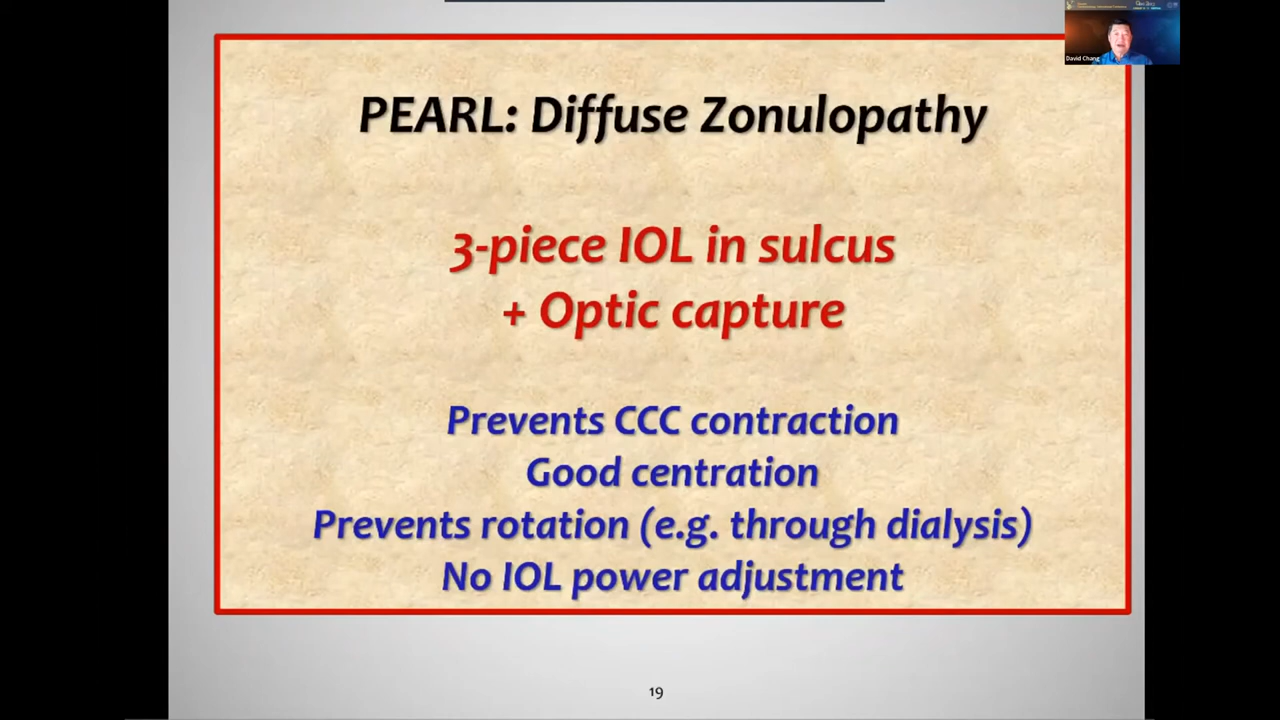 PEARL: Diffuse Zonulopathy
3-piece IOL in sulcus
+ Optic capture
Prevents CCC contraction
Good centration
Prevents rotation (e.g. through dialysis)
No IOL power adjustment
19
David Chang